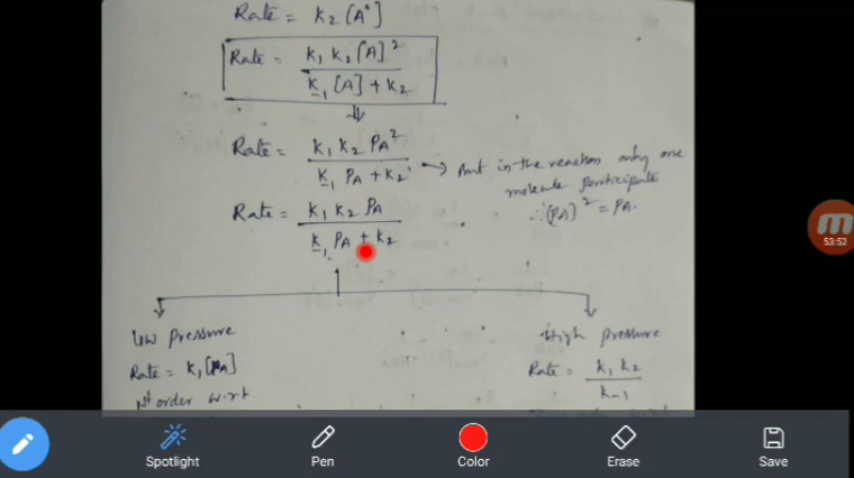 Rate = K₂ [A*]
Rate = K₁ K₂ [A]² / K₋₁ [A] + K₂
Rate = K₁ K₂ PA² / K₋₁ PA + K₂ → But in the reaction only one
molecule participate
∴ (PA)² = PA.
Rate = K₁ K₂ PA / K₋₁ PA + K₂
Low pressure
High pressure
Rate = K₁ [PA]
Rate = K₁ K₂ / K₋₁
1st order w.r.t
53:52
Spotlight
Pen
Color
Erase
Save